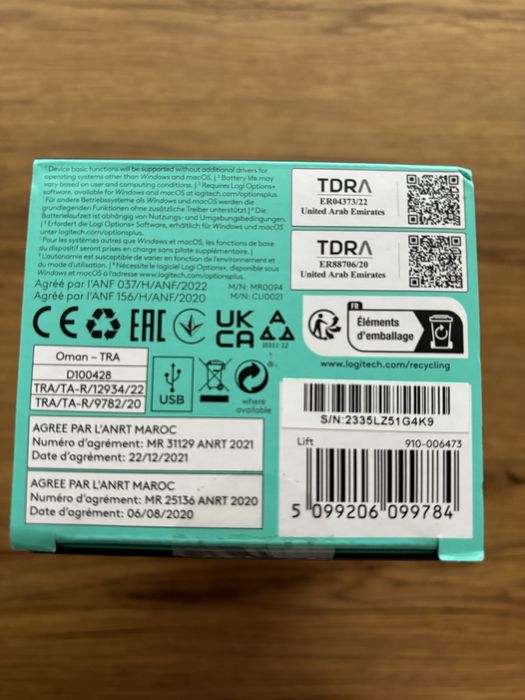 ¹ Device basic functions will be supported without additional drivers for
operating systems other than Windows and macOS. | ² Battery life may
vary based on user and computing conditions. | ³ Requires Logi Options+
software, available for Windows and macOS at logitech.com/optionsplus.
¹ Für andere Betriebssysteme als Windows und macOS werden die
grundlegenden Funktionen ohne zusätzliche Treiber unterstützt. | ² Die
Batterielaufzeit ist abhängig von Nutzungs- und Umgebungsbedingungen.
| ³ Erfordert die Logi Options+ Software, erhältlich für Windows und macOS
unter logitech.com/optionsplus.
¹ Pour les systèmes autres que Windows et macOS, les fonctions de base
du dispositif seront prises en charge sans pilote supplémentaire. |
² L'autonomie est susceptible de varier en fonction de l'environnement et
du mode d'utilisation. | ³ Nécessite le logiciel Logi Options+, disponible sous
Windows et macOS à l'adresse www.logitech.com/optionsplus.
Agréé par l'ANF 037/H/ANF/2022 M/N: MR0094
Agréé par l'ANF 156/H/ANF/2020 M/N: CU0021
TDRA
ER04373/22
United Arab Emirates
TDRA
ER88706/20
United Arab Emirates
CE EAC UK
CA
FR
Éléments
d'emballage
www.logitech.com/recycling
Oman – TRA
D100428
TRA/TA-R/12934/22
TRA/TA-R/9782/20
USB
where
available
AGREE PAR L'ANRT MAROC
Numéro d'agrément: MR 31129 ANRT 2021
Date d'agrément: 22/12/2021
AGREE PAR L'ANRT MAROC
Numéro d'agrément: MR 25136 ANRT 2020
Date d'agrément: 06/08/2020
S/N:2335LZ51G4K9
Lift 910-006473
5 099206 099784